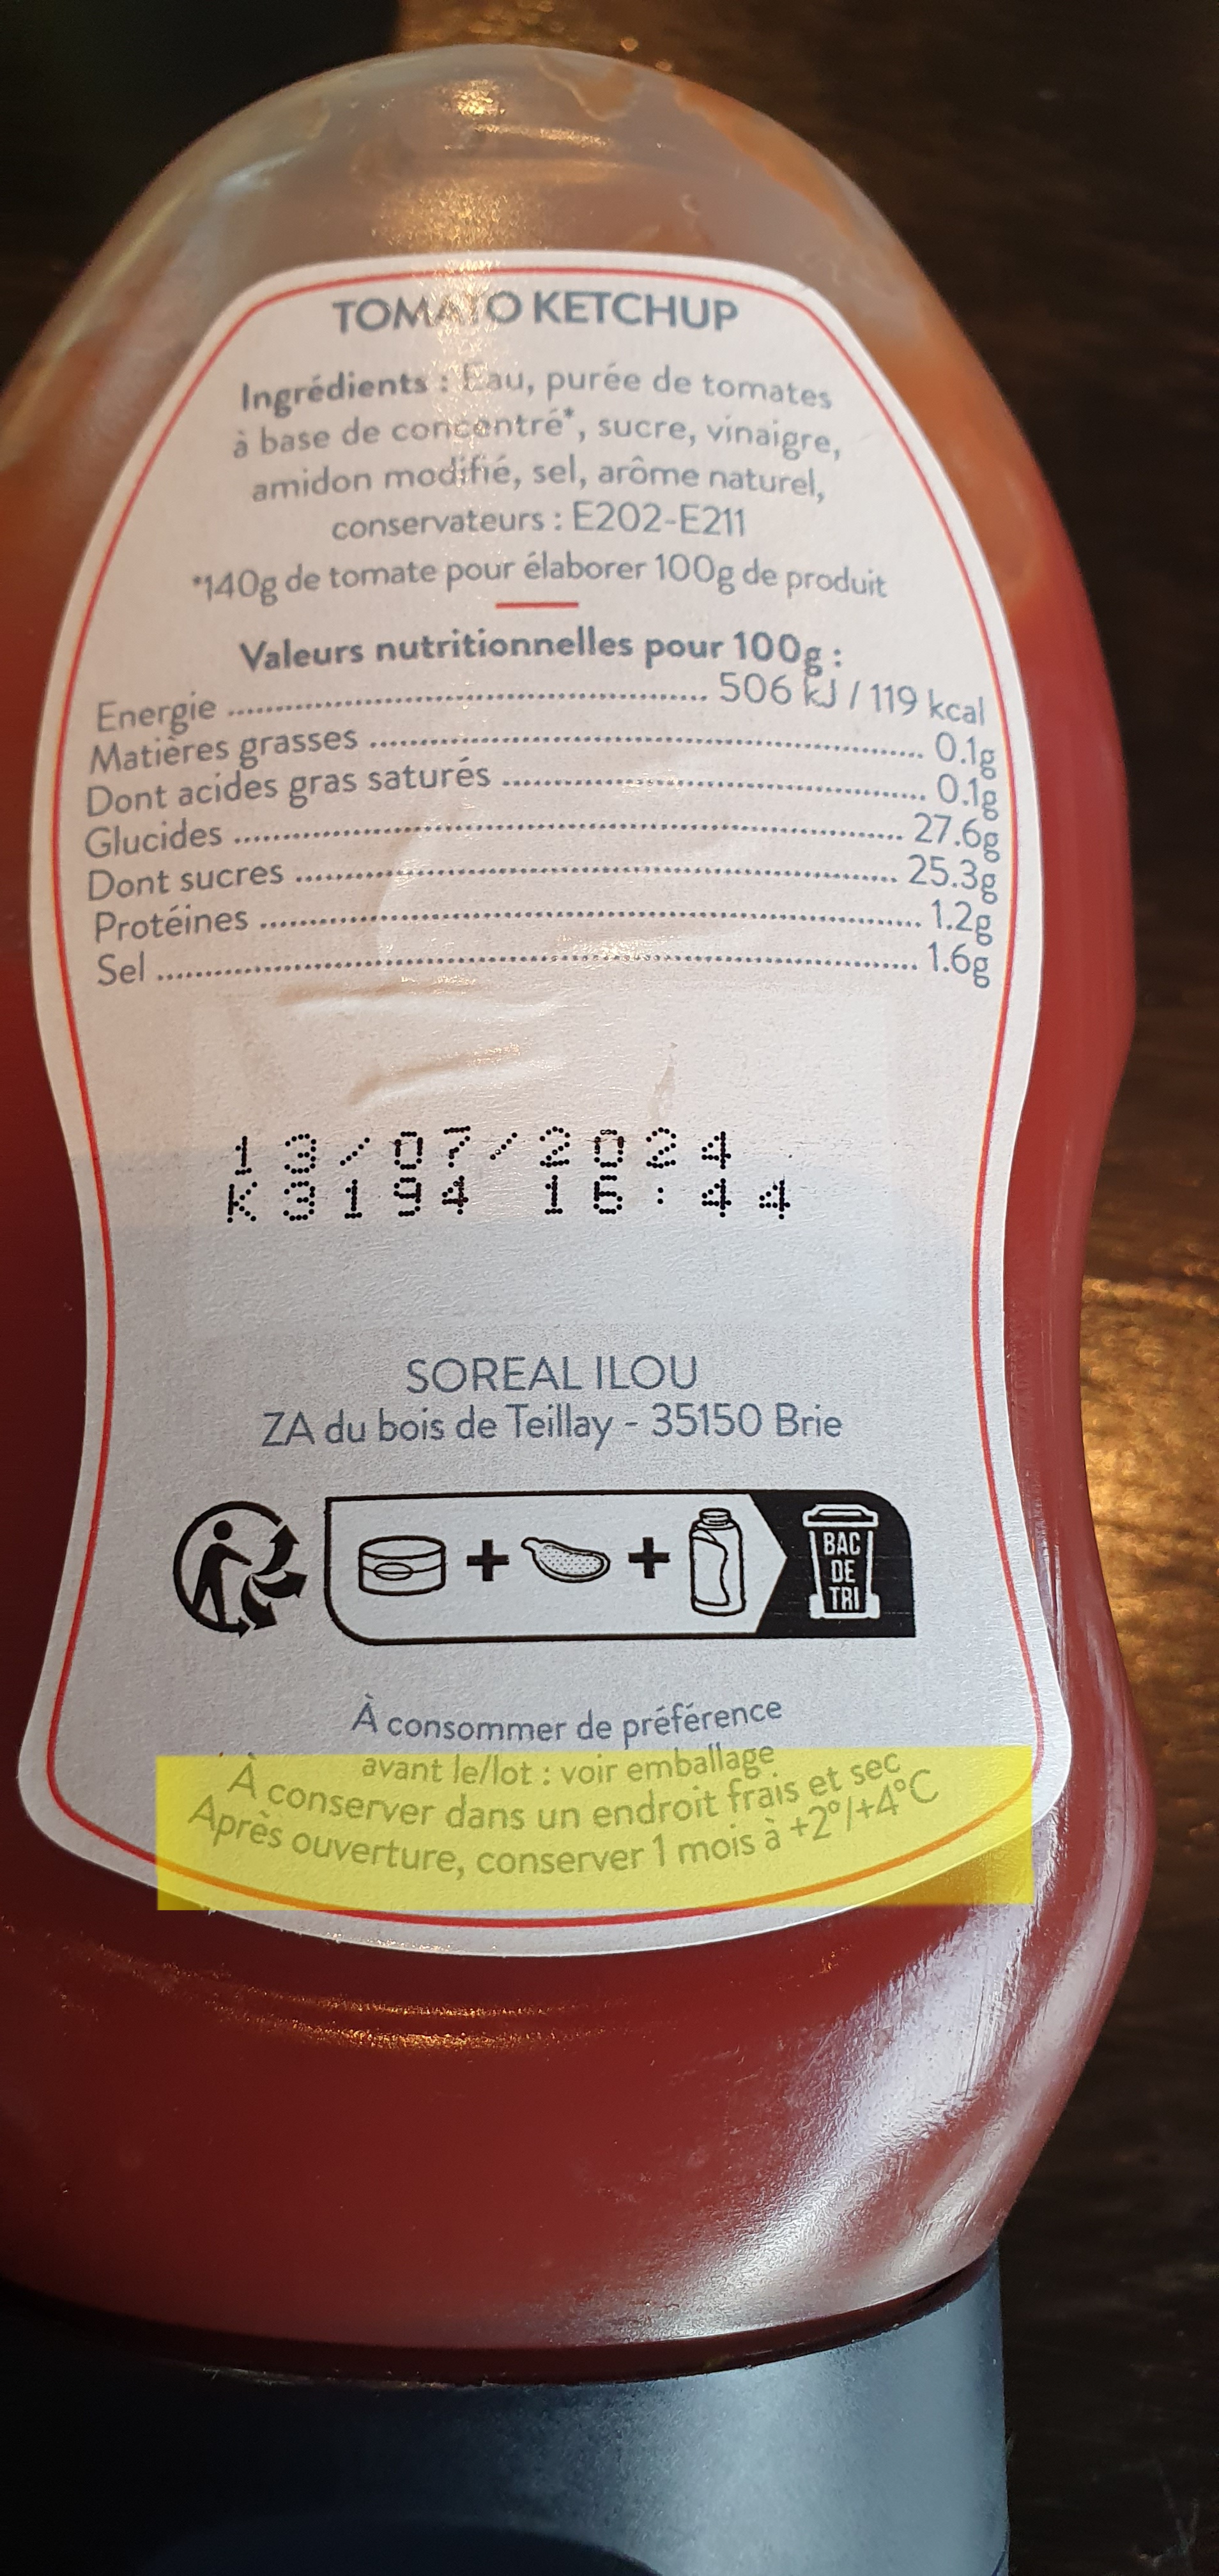 TOMATO KETCHUP
Ingrédients : Eau, purée de tomates
à base de concentré*, sucre, vinaigre,
amidon modifié, sel, arôme naturel,
conservateurs : E202-E211
*140g de tomate pour élaborer 100g de produit
Valeurs nutritionnelles pour 100g :
Energie ........ 506 kJ / 119 kcal
Matières grasses ........ 0.1g
Dont acides gras saturés ........ 0.1g
Glucides ........ 27.6g
Dont sucres ........ 25.3g
Protéines ........ 1.2g
Sel ........ 1.6g
13/07/2024
K3194 16:44
SOREAL ILOU
ZA du bois de Teillay - 35150 Brie
+ +
BAC
DE
TRI
À consommer de préférence
avant le/lot : voir emballage
À conserver dans un endroit frais et sec
Après ouverture, conserver 1 mois à +2°/+4°C